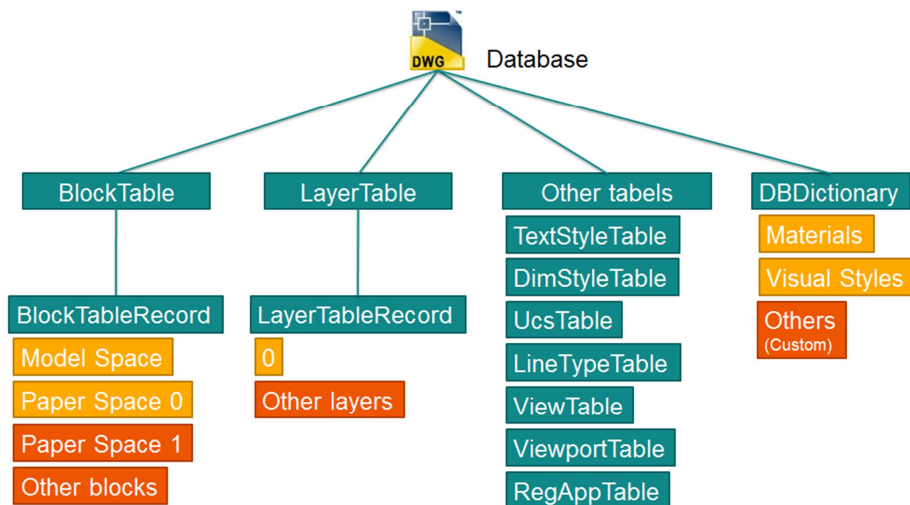 DWG
Database
BlockTable
LayerTable
Other tabels
DBDictionary
TextStyleTable
DimStyleTable
UcsTable
LineTypeTable
ViewTable
ViewportTable
RegAppTable
Materials
Visual Styles
Others
(Custom)
BlockTableRecord
Model Space
Paper Space 0
Paper Space 1
Other blocks
LayerTableRecord
0
Other layers